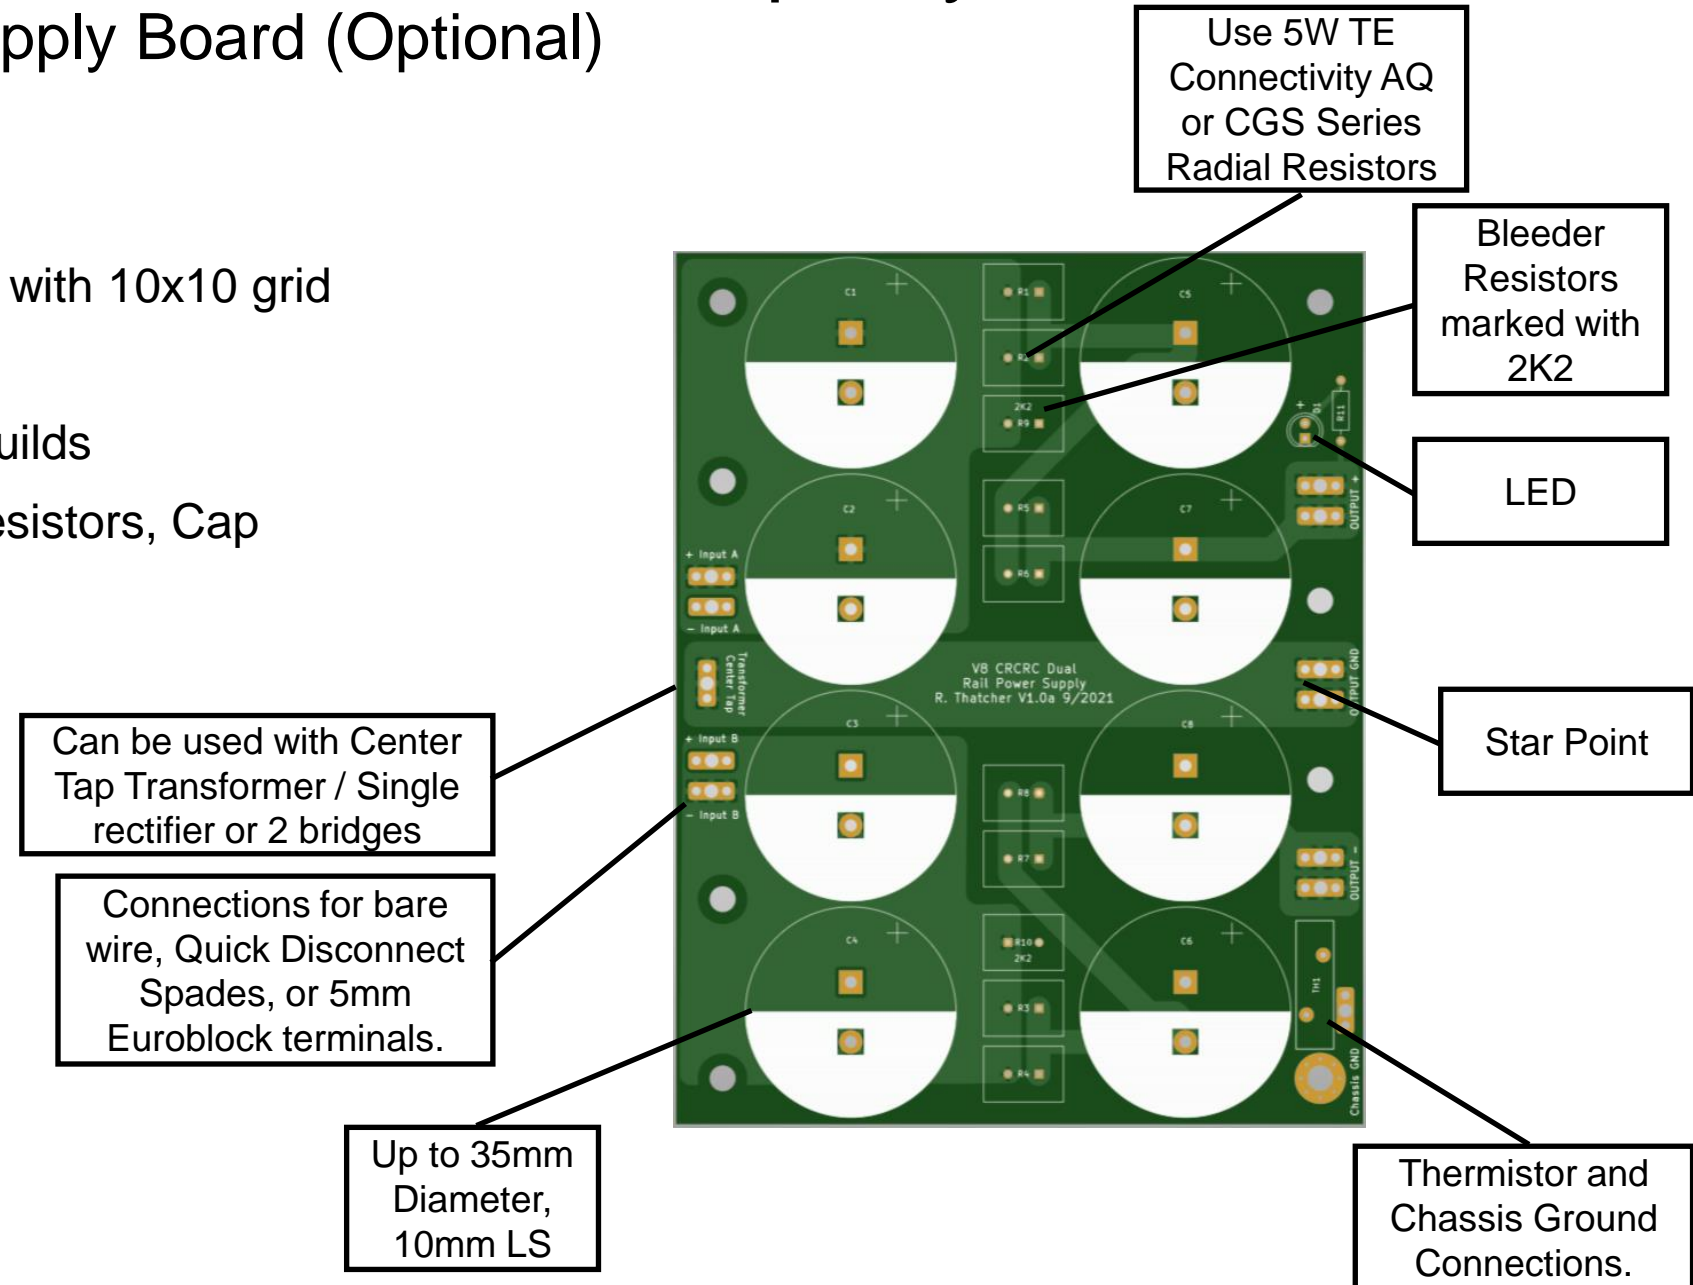 pply Board (Optional)
with 10x10 grid
uilds
esistors, Cap
Use 5W TE
Connectivity AQ
or CGS Series
Radial Resistors
Bleeder
Resistors
marked with
2K2
LED
Star Point
Can be used with Center
Tap Transformer / Single
rectifier or 2 bridges
Connections for bare
wire, Quick Disconnect
Spades, or 5mm
Euroblock terminals.
Up to 35mm
Diameter,
10mm LS
Thermistor and
Chassis Ground
Connections.
C1
R1
C5
R2
2K2
R9
D1
R11
C2
R5
C7
OUTPUT +
+ Input A
R6
- Input A
Transformer
Center Tap
V8 CRCRC Dual
Rail Power Supply
R. Thatcher V1.0a 9/2021
OUTPUT GND
C3
C8
+ Input B
- Input B
R8
R7
OUTPUT -
C4
R10
2K2
C6
TH1
R3
R4
Chassis GND